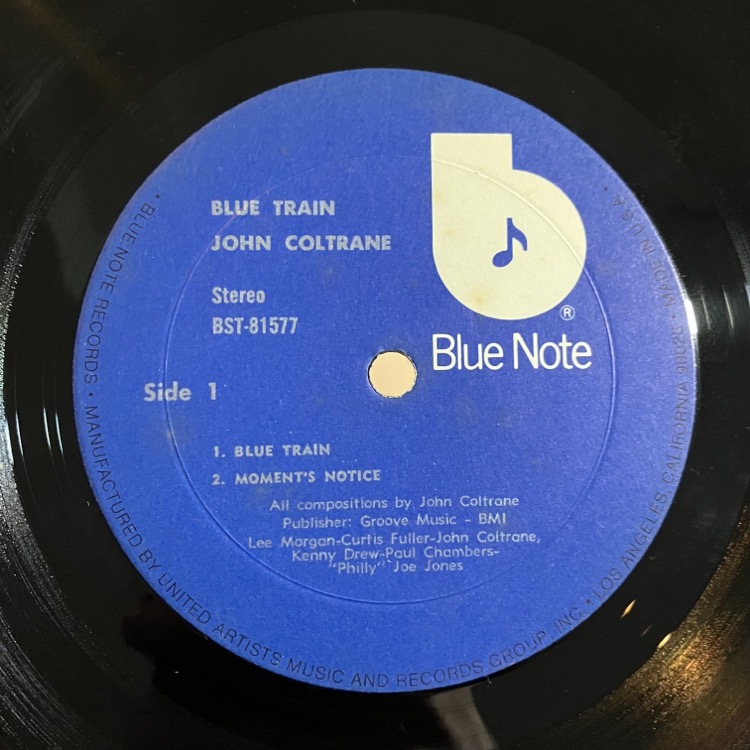 BLUE TRAIN
JOHN COLTRANE
Stereo
BST-81577
b
®
Blue Note
Side 1
1. BLUE TRAIN
2. MOMENT'S NOTICE
All compositions by John Coltrane
Publisher: Groove Music - BMI
Lee Morgan-Curtis Fuller-John Coltrane,
Kenny Drew-Paul Chambers-
"Philly" Joe Jones
• BLUE NOTE RECORDS • MANUFACTURED BY UNITED ARTISTS MUSIC AND RECORDS GROUP, INC. • LOS ANGELES, CALIFORNIA 90028 • MADE IN U.S.A.